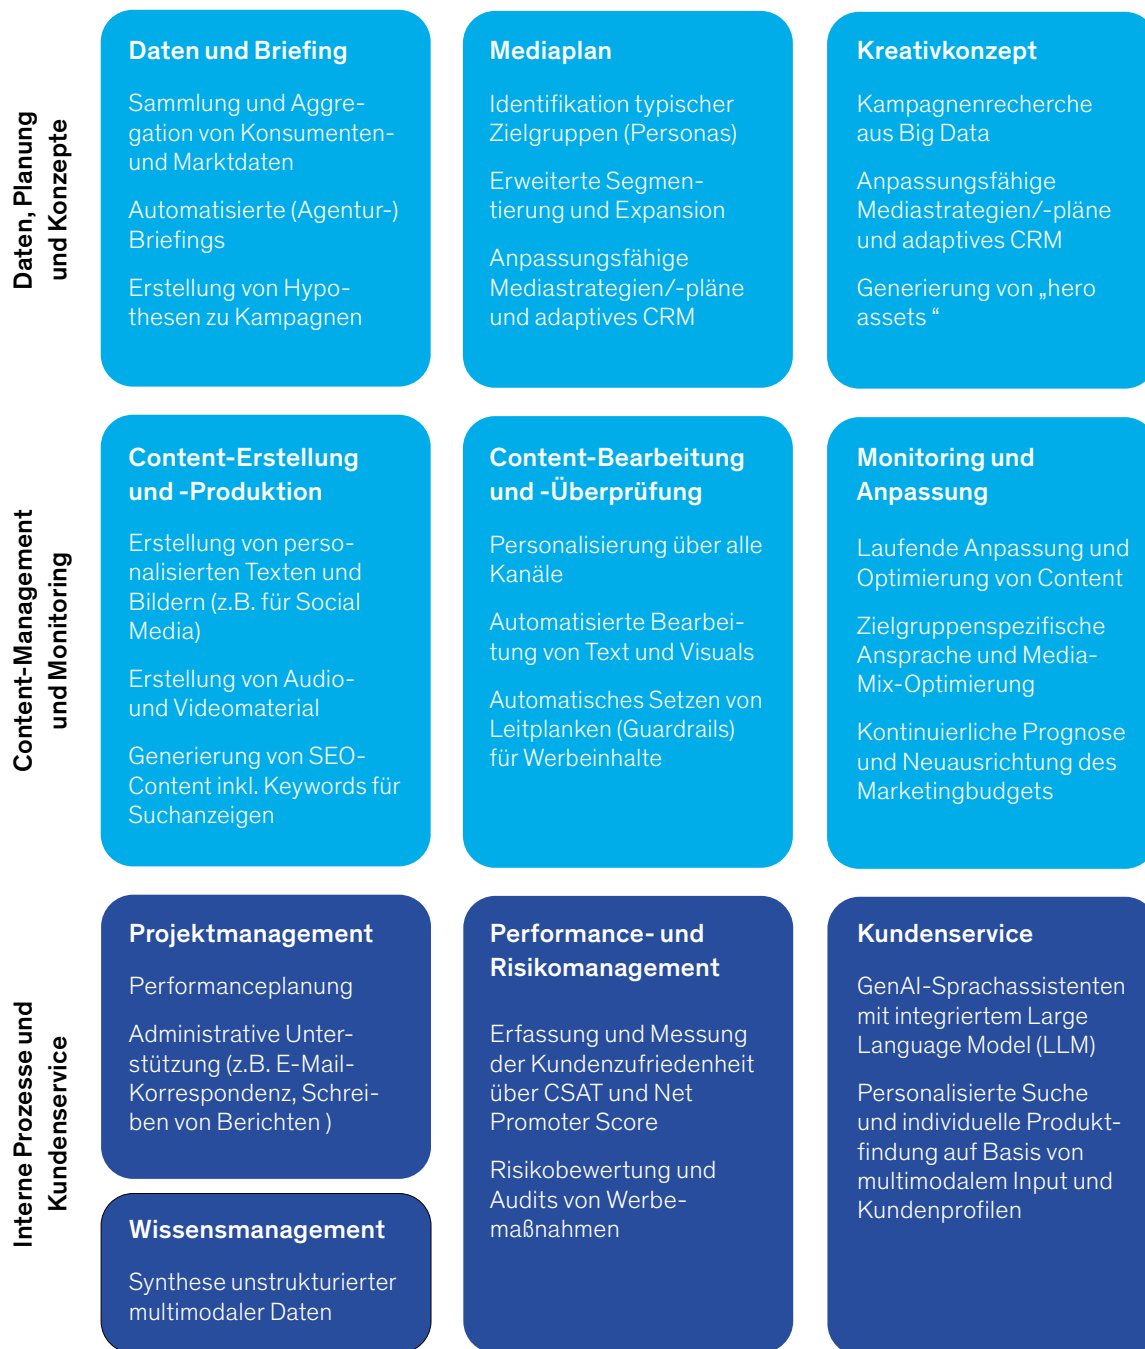 Daten, Planung
und Konzepte
Daten und Briefing
Sammlung und Aggre-
gation von Konsumenten-
und Marktdaten
Automatisierte (Agentur-)
Briefings
Erstellung von Hypo-
thesen zu Kampagnen
Mediaplan
Identifikation typischer
Zielgruppen (Personas)
Erweiterte Segmen-
tierung und Expansion
Anpassungsfähige
Mediastrategien/-pläne
und adaptives CRM
Kreativkonzept
Kampagnenrecherche
aus Big Data
Anpassungsfähige
Mediastrategien/-pläne
und adaptives CRM
Generierung von „hero
assets “
Content-Management
und Monitoring
Content-Erstellung
und -Produktion
Erstellung von perso-
nalisierten Texten und
Bildern (z.B. für Social
Media)
Erstellung von Audio-
und Videomaterial
Generierung von SEO-
Content inkl. Keywords für
Suchanzeigen
Content-Bearbeitung
und -Überprüfung
Personalisierung über alle
Kanäle
Automatisierte Bearbei-
tung von Text und Visuals
Automatisches Setzen von
Leitplanken (Guardrails)
für Werbeinhalte
Monitoring und
Anpassung
Laufende Anpassung und
Optimierung von Content
Zielgruppenspezifische
Ansprache und Media-
Mix-Optimierung
Kontinuierliche Prognose
und Neuausrichtung des
Marketingbudgets
Interne Prozesse und
Kundenservice
Projektmanagement
Performanceplanung
Administrative Unter-
stützung (z.B. E-Mail-
Korrespondenz, Schrei-
ben von Berichten )
Wissensmanagement
Synthese unstrukturierter
multimodaler Daten
Performance- und
Risikomanagement
Erfassung und Messung
der Kundenzufriedenheit
über CSAT und Net
Promoter Score
Risikobewertung und
Audits von Werbe-
maßnahmen
Kundenservice
GenAI-Sprachassistenten
mit integriertem Large
Language Model (LLM)
Personalisierte Suche
und individuelle Produkt-
findung auf Basis von
multimodalem Input und
Kundenprofilen